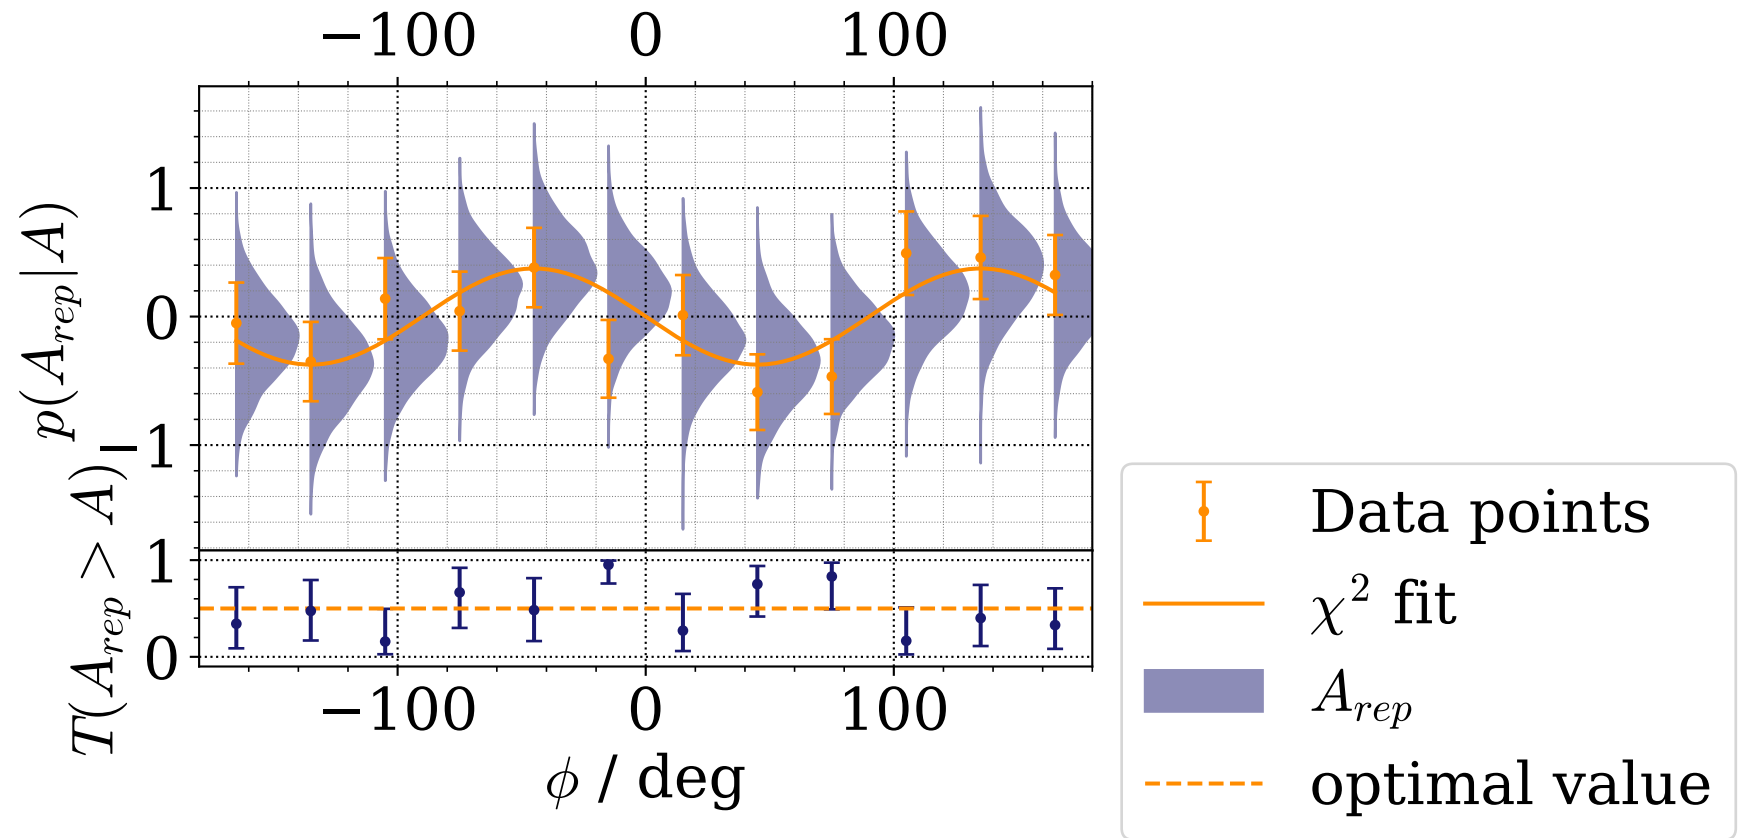 −100 0 100
p(A_rep|A)
1
0
−1
T(A_rep > A)
1
0
−100 0 100
ϕ / deg
Data points
χ² fit
A_rep
optimal value